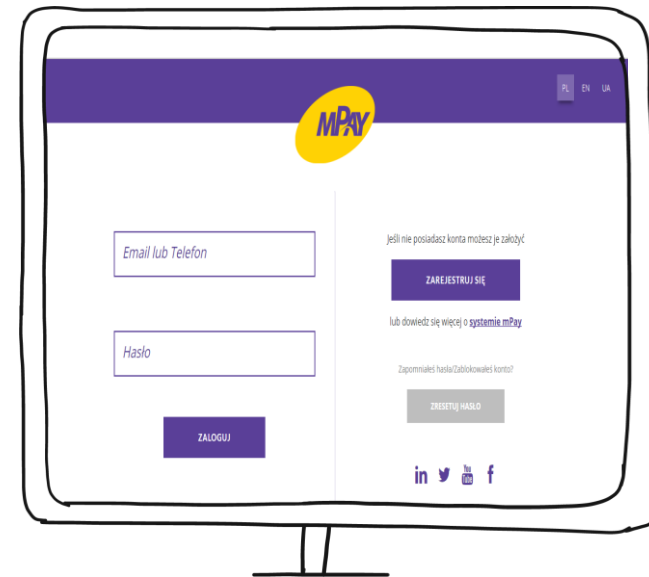 PL EN UA
mPAY
Email lub Telefon
Hasło
ZALOGUJ
Jeśli nie posiadasz konta możesz je założyć
ZAREJESTRUJ SIĘ
lub dowiedz się więcej o systemie mPay
Zapomniałeś hasła/Zablokowałeś konto?
ZRESETUJ HASŁO
in You Tube f